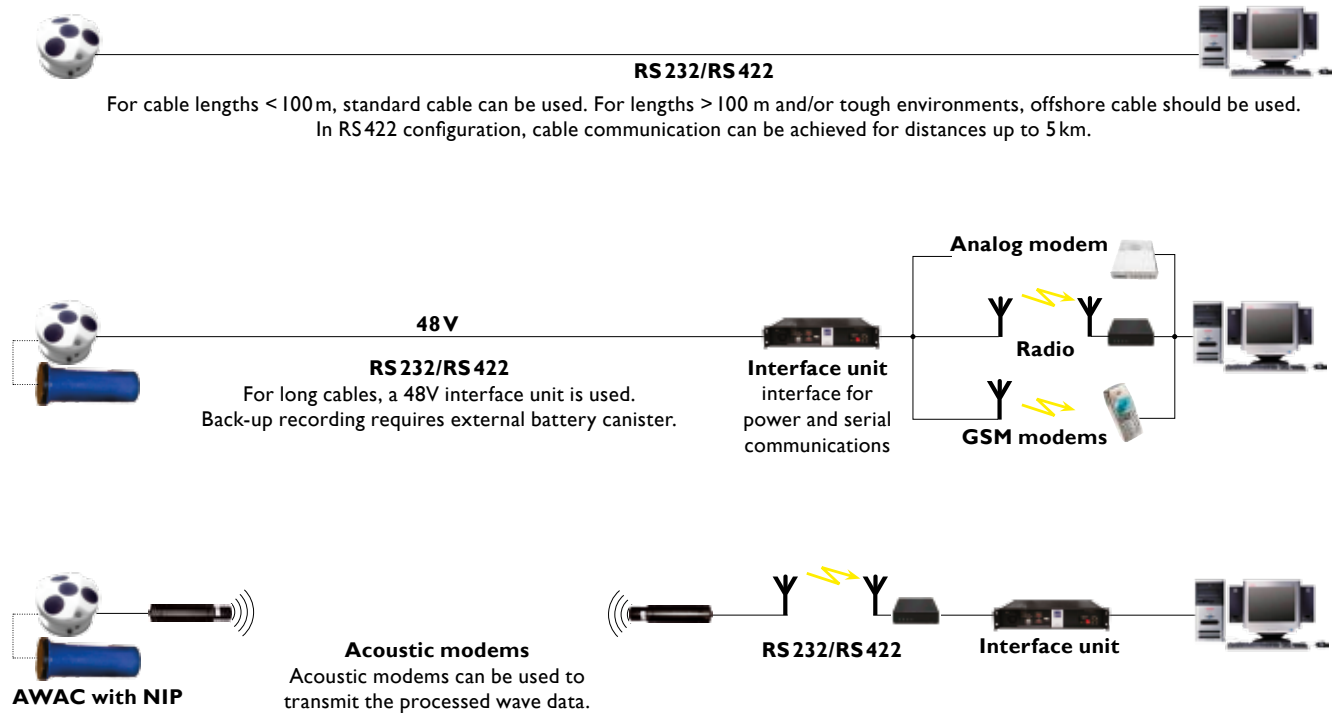 RS232/RS422
For cable lengths <100m, standard cable can be used. For lengths >100 m and/or tough environments, offshore cable should be used.
In RS422 configuration, cable communication can be achieved for distances up to 5km.
48V
RS232/RS422
For long cables, a 48V interface unit is used.
Back-up recording requires external battery canister.
Interface unit
interface for
power and serial
communications
Analog modem
Radio
GSM modems
AWAC with NIP
Acoustic modems
Acoustic modems can be used to
transmit the processed wave data.
RS232/RS422
Interface unit